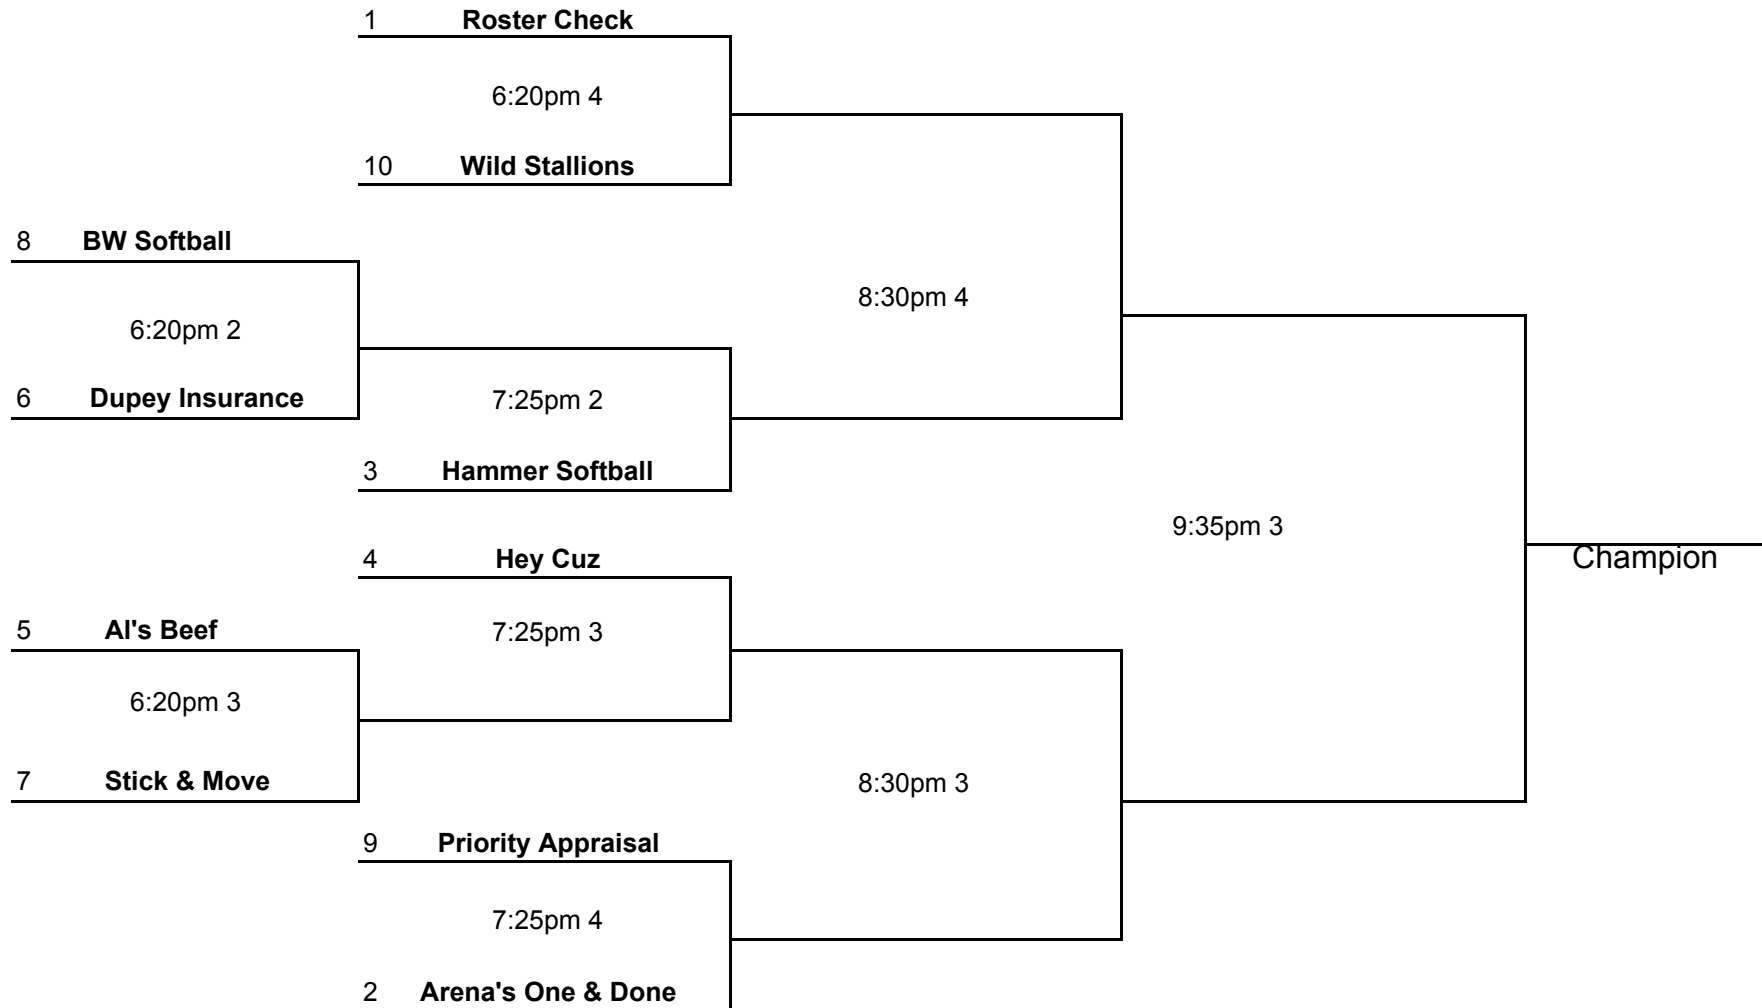 1 Roster Check
6:20pm 4
10 Wild Stallions
8 BW Softball
8:30pm 4
6:20pm 2
6 Dupey Insurance
7:25pm 2
3 Hammer Softball
9:35pm 3
4 Hey Cuz
Champion
5 Al's Beef
7:25pm 3
6:20pm 3
7 Stick & Move
8:30pm 3
9 Priority Appraisal
7:25pm 4
2 Arena's One & Done